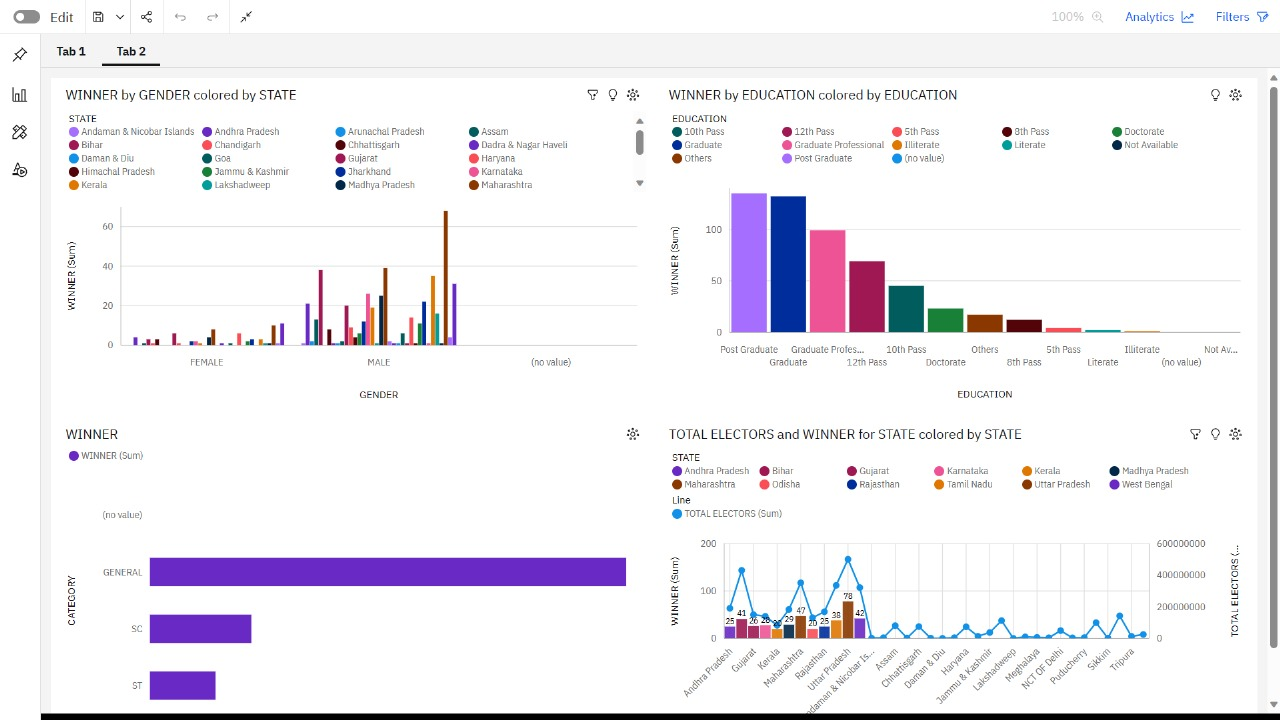 Edit
100%
Analytics
Filters
Tab 1
Tab 2
WINNER by GENDER colored by STATE
STATE
Andaman & Nicobar Islands Andhra Pradesh Arunachal Pradesh Assam
Bihar Chandigarh Chhattisgarh Dadra & Nagar Haveli
Daman & Diu Goa Gujarat Haryana
Himachal Pradesh Jammu & Kashmir Jharkhand Karnataka
Kerala Lakshadweep Madhya Pradesh Maharashtra
WINNER (Sum)
60
40
20
0
FEMALE MALE (no value)
GENDER
WINNER by EDUCATION colored by EDUCATION
EDUCATION
10th Pass 12th Pass 5th Pass 8th Pass Doctorate
Graduate Graduate Professional Illiterate Literate Not Available
Others Post Graduate (no value)
WINNER (Sum)
100
50
0
Post Graduate Graduate Profes... 10th Pass Others 5th Pass Illiterate Not Av...
Graduate 12th Pass Doctorate 8th Pass Literate (no value)
EDUCATION
WINNER
WINNER (Sum)
CATEGORY
(no value)
GENERAL
SC
ST
TOTAL ELECTORS and WINNER for STATE colored by STATE
STATE
Andhra Pradesh Bihar Gujarat Karnataka Kerala Madhya Pradesh
Maharashtra Odisha Rajasthan Tamil Nadu Uttar Pradesh West Bengal
Line
TOTAL ELECTORS (Sum)
WINNER (Sum)
200
100
0
600000000
400000000
200000000
0
TOTAL ELECTORS (...
25 41 26 28 20 29 47 20 25 38 78 42
Andhra Pradesh
Gujarat
Kerala
Maharashtra
Rajasthan
Uttar Pradesh
ndaman & Nicobar Is...
Assam
Chhattisgarh
Daman & Diu
Haryana
Jammu & Kashmir
Lakshadweep
Meghalaya
NCT OF Delhi
Puducherry
Sikkim
Tripura